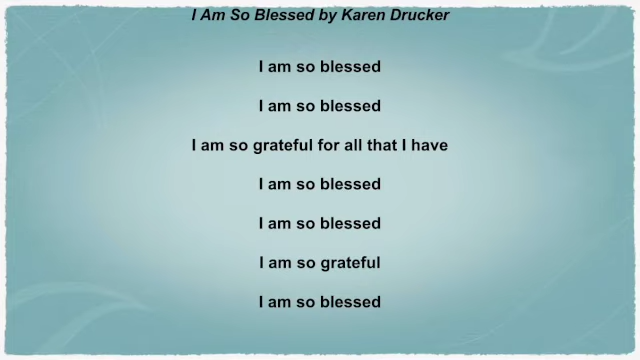 I Am So Blessed by Karen Drucker
I am so blessed
I am so blessed
I am so grateful for all that I have
I am so blessed
I am so blessed
I am so grateful
I am so blessed